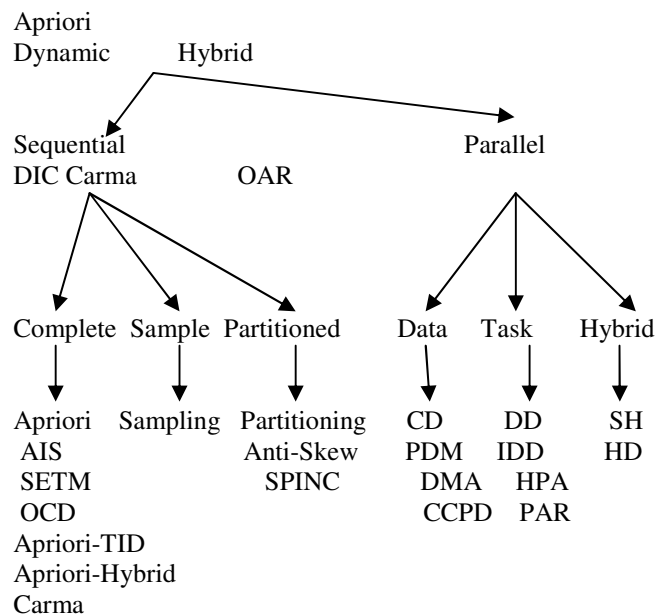 Apriori
Dynamic Hybrid
Sequential Parallel
DIC Carma OAR
Complete Sample Partitioned Data Task Hybrid
Apriori Sampling Partitioning CD DD SH
AIS Anti-Skew PDM IDD HD
SETM SPINC DMA HPA
OCD CCPD PAR
Apriori-TID
Apriori-Hybrid
Carma